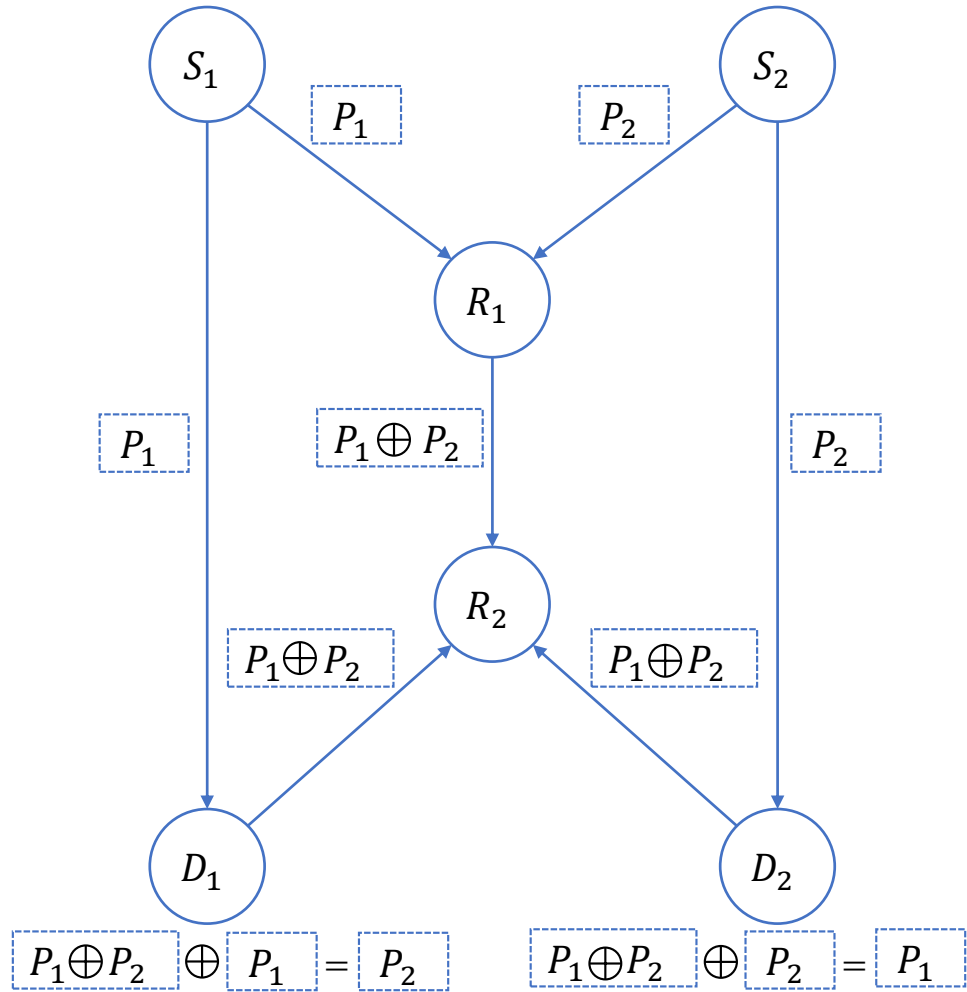 S₁
S₂
P₁
P₂
R₁
P₁
P₁ ⊕ P₂
P₂
R₂
P₁⊕P₂
P₁⊕P₂
D₁
D₂
P₁⊕P₂ ⊕ P₁ = P₂
P₁⊕P₂ ⊕ P₂ = P₁